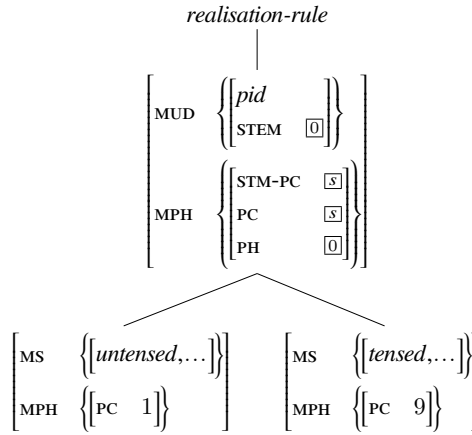 realisation-rule
MUD {[pid
STEM 0]}
MPH {[STM-PC s
PC s
PH 0]}
MS {[untensed,…]} MS {[tensed,…]}
MPH {[PC 1]} MPH {[PC 9]}